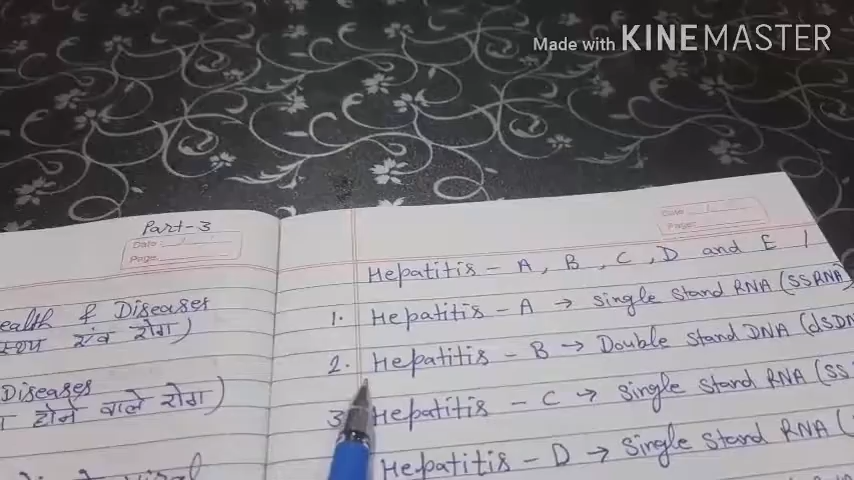 Made with KINEMASTER
Part-3
Date
Page
ealth & Diseases
रोग)
Diseases
होने वाले रोग)
Date
Page
Hepatitis - A, B, C, D and E /
1. Hepatitis - A → Single Stand RNA (SSRNA)
2. Hepatitis - B → Double Stand DNA (dSDN
3 Hepatitis - C → Single Stand RNA (SS
Hepatitis - D → Single Stand RNA (